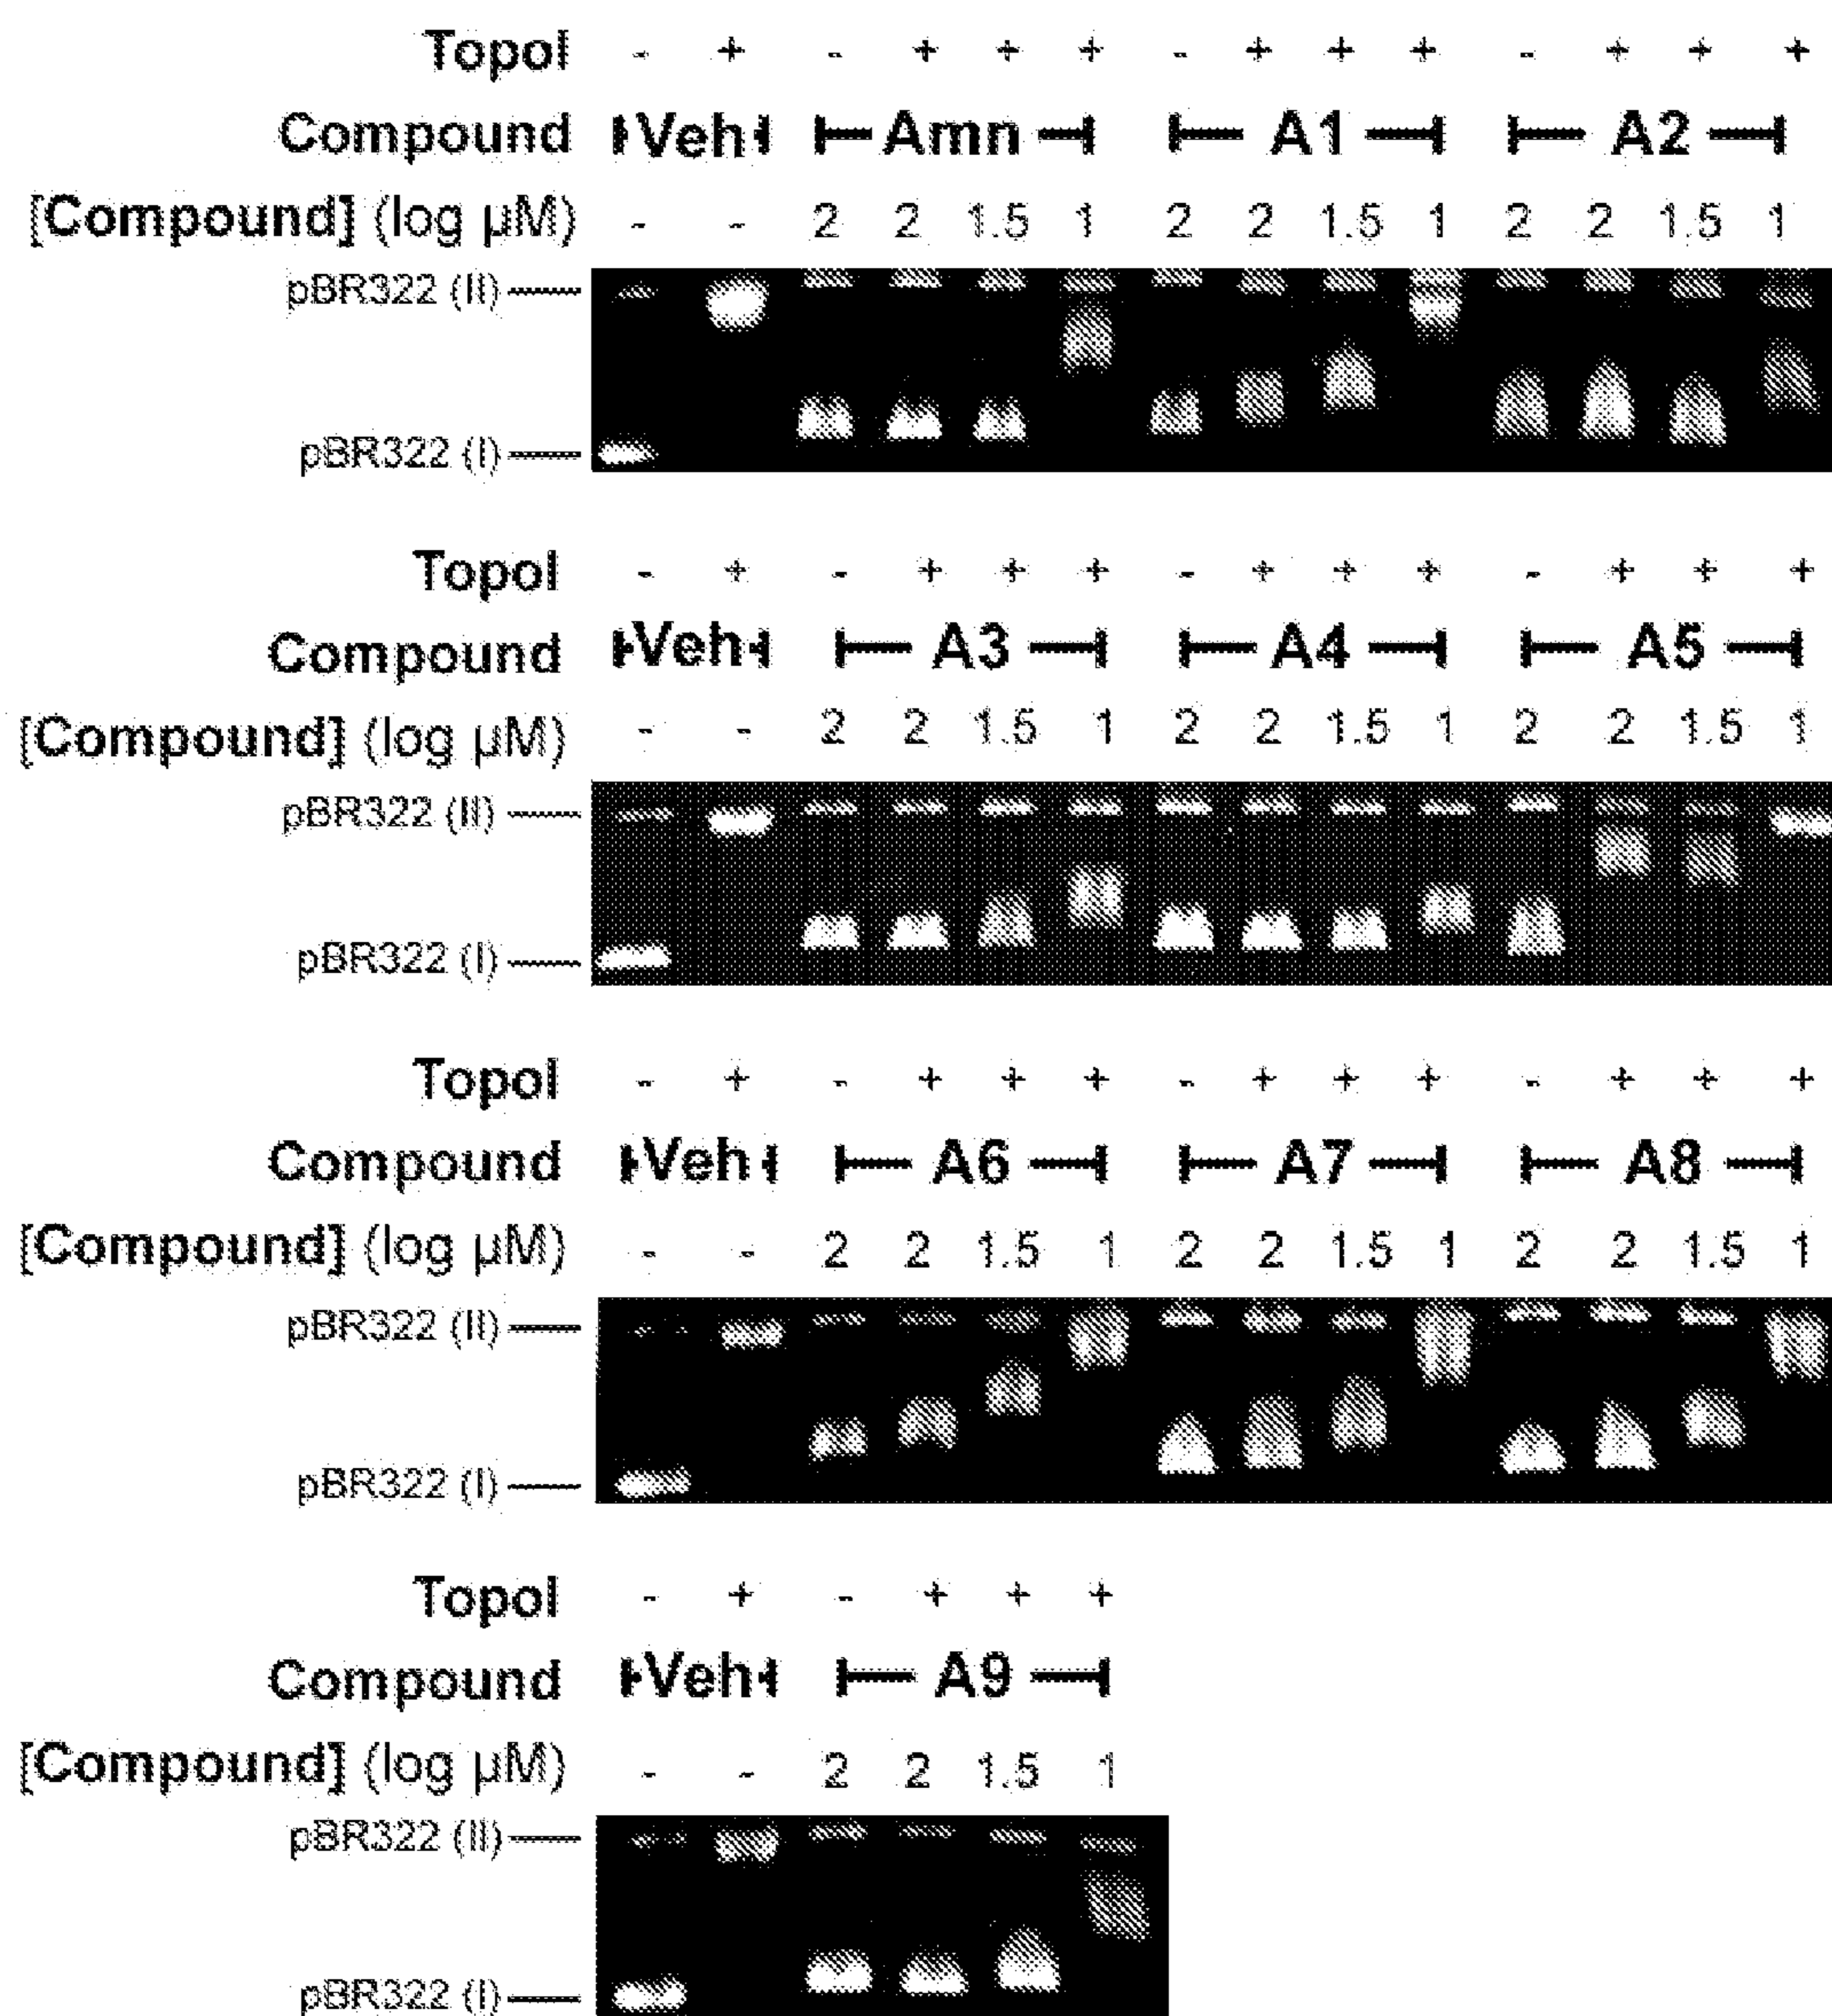 TopoI - + - + + + - + + + - + + +
Compound Veh Amn A1 A2
[Compound] (log µM) - - 2 2 1.5 1 2 2 1.5 1 2 2 1.5 1
pBR322 (II)
pBR322 (I)
TopoI - + - + + + - + + + - + + +
Compound Veh A3 A4 A5
[Compound] (log µM) - - 2 2 1.5 1 2 2 1.5 1 2 2 1.5 1
pBR322 (II)
pBR322 (I)
TopoI - + - + + + - + + + - + + +
Compound Veh A6 A7 A8
[Compound] (log µM) - - 2 2 1.5 1 2 2 1.5 1 2 2 1.5 1
pBR322 (II)
pBR322 (I)
TopoI - + - + + +
Compound Veh A9
[Compound] (log µM) - - 2 2 1.5 1
pBR322 (II)
pBR322 (I)